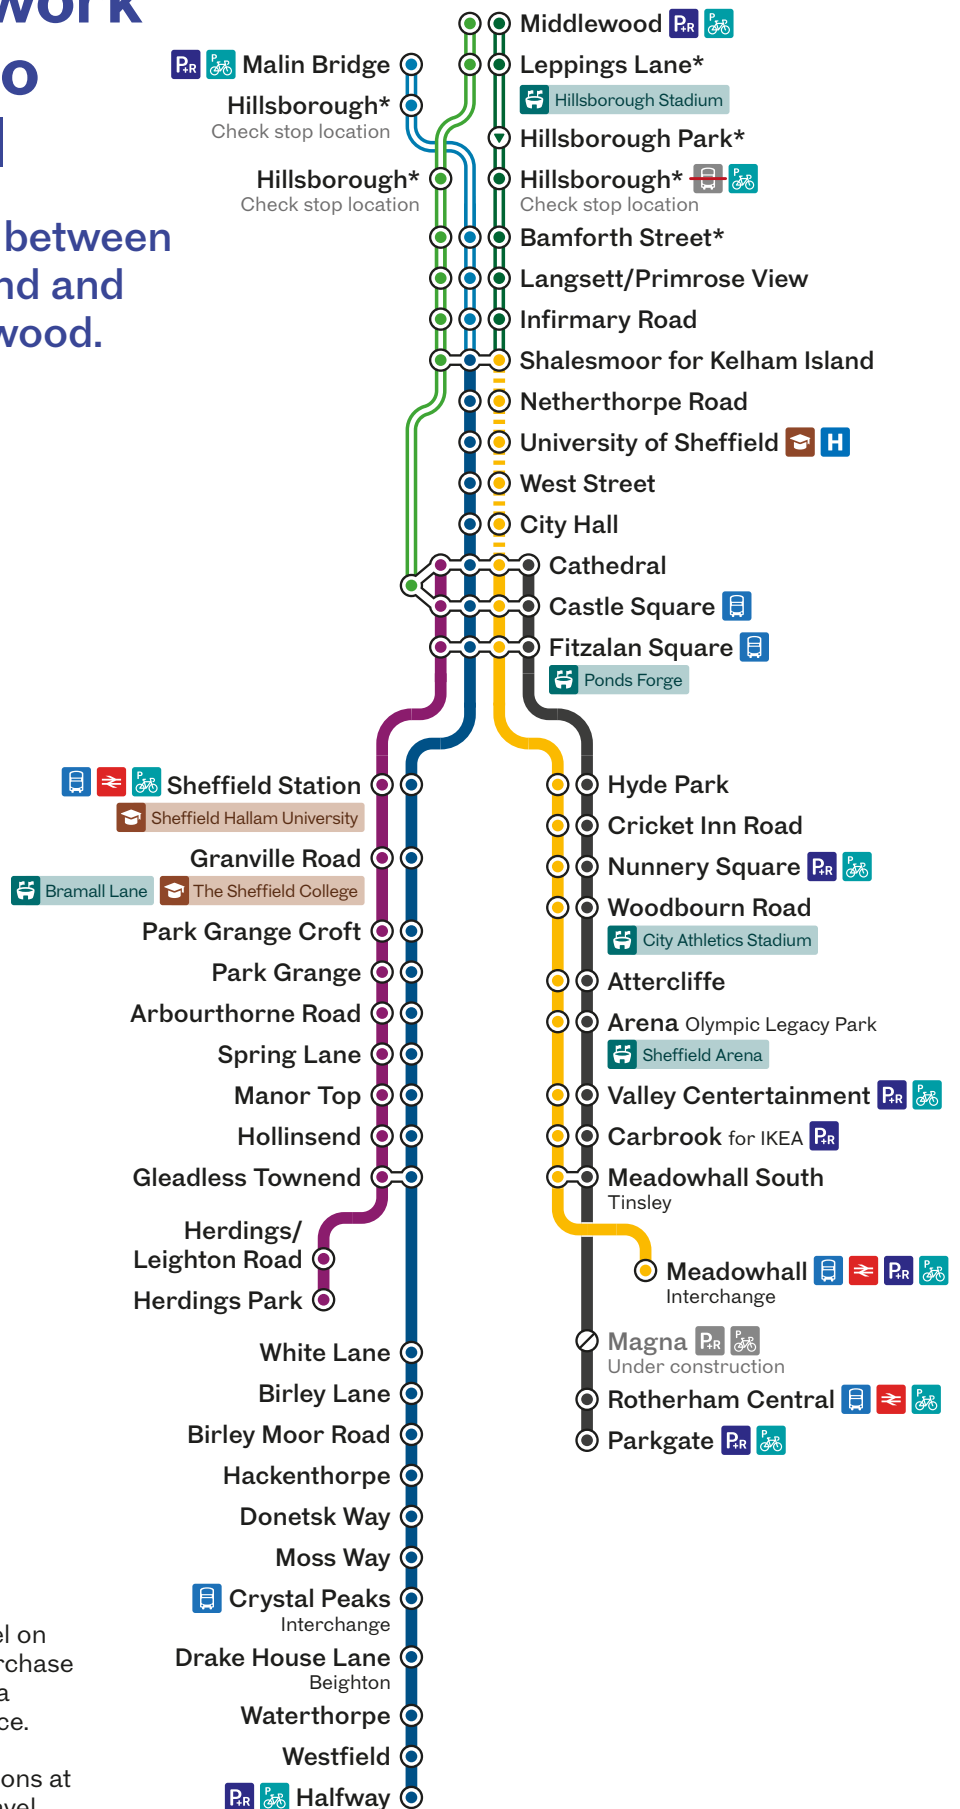 work
o
between
nd and
wood.
Middlewood P+R P
P+R P Malin Bridge
Leppings Lane*
Hillsborough Stadium
Hillsborough*
Check stop location
Hillsborough Park*
Hillsborough*
Check stop location
Hillsborough* P
Check stop location
Bamforth Street*
Langsett/Primrose View
Infirmary Road
Shalesmoor for Kelham Island
Netherthorpe Road
University of Sheffield H
West Street
City Hall
Cathedral
Castle Square
Fitzalan Square
Ponds Forge
P Sheffield Station
Sheffield Hallam University
Granville Road
Bramall Lane The Sheffield College
Park Grange Croft
Park Grange
Arbourthorne Road
Spring Lane
Manor Top
Hollinsend
Gleadless Townend
Herdings/
Leighton Road
Herdings Park
White Lane
Birley Lane
Birley Moor Road
Hackenthorpe
Donetsk Way
Moss Way
Crystal Peaks
Interchange
Drake House Lane
Beighton
Waterthorpe
Westfield
P+R P Halfway
Hyde Park
Cricket Inn Road
Nunnery Square P+R P
Woodbourn Road
City Athletics Stadium
Attercliffe
Arena Olympic Legacy Park
Sheffield Arena
Valley Centertainment P+R P
Carbrook for IKEA P+R
Meadowhall South
Tinsley
Meadowhall P+R P
Interchange
Magna P+R P
Under construction
Rotherham Central P
Parkgate P+R P
el on
rchase
a
ce.
ons at